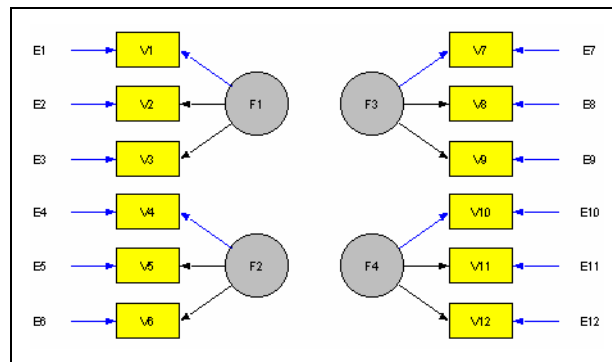 E1 V1 V7 E7
E2 V2 F1 F3 V8 E8
E3 V3 V9 E9
E4 V4 V10 E10
E5 V5 F2 F4 V11 E11
E6 V6 V12 E12